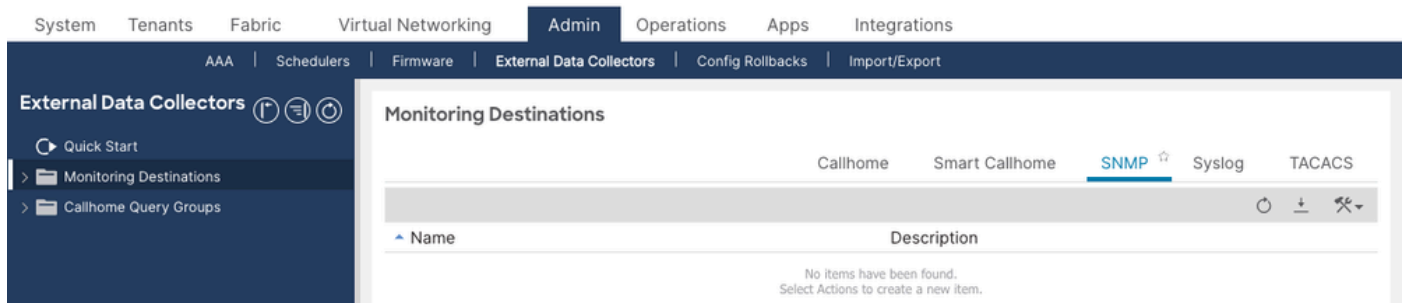 System Tenants Fabric Virtual Networking Admin Operations Apps Integrations
AAA | Schedulers | Firmware | External Data Collectors | Config Rollbacks | Import/Export
External Data Collectors
Quick Start
Monitoring Destinations
Callhome Query Groups
Monitoring Destinations
Callhome Smart Callhome SNMP Syslog TACACS
Name Description
No items have been found.
Select Actions to create a new item.